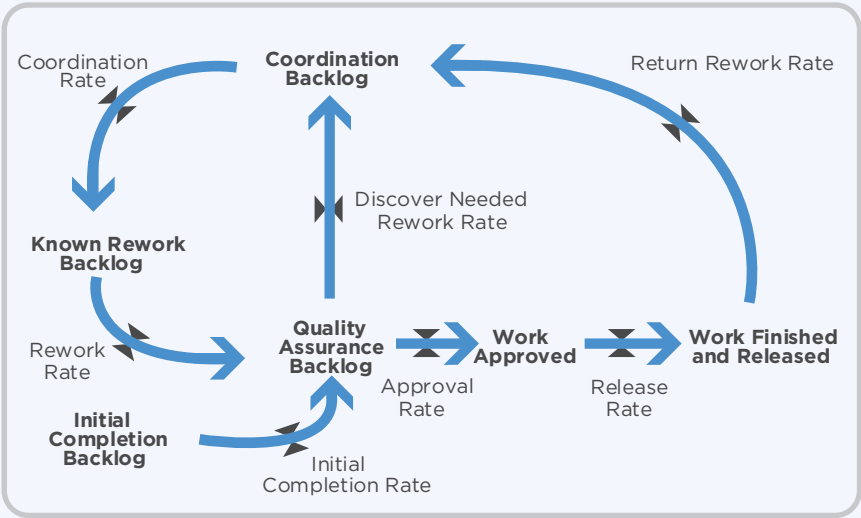 Coordination
Rate
Coordination
Backlog
Return Rework Rate
Discover Needed
Rework Rate
Known Rework
Backlog
Rework
Rate
Quality
Assurance
Backlog
Approval
Rate
Work
Approved
Release
Rate
Work Finished
and Released
Initial
Completion
Backlog
Initial
Completion Rate